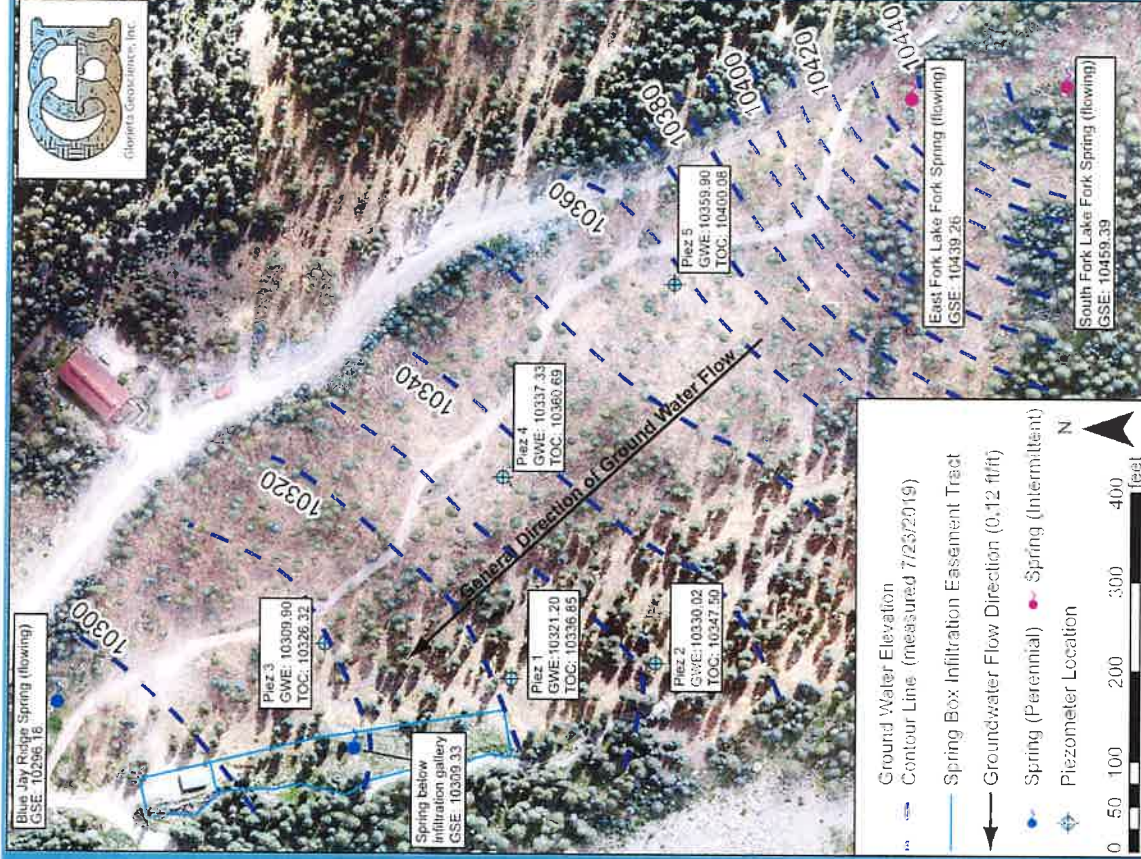 Glorieta Geoscience, Inc.
Blue Jay Ridge Spring (flowing)
GSE: 10296.18
10300
10320
10340
10360
10380
10400
10420
10440
Piez 3
GWE: 10309.90
TOC: 10326.32
Piez 4
GWE: 10337.33
TOC: 10360.69
Piez 5
GWE: 10359.90
TOC: 10400.08
General Direction of Ground Water Flow
Piez 1
GWE: 10321.20
TOC: 10336.85
Piez 2
GWE: 10330.02
TOC: 10347.50
Spring below
infiltration gallery
GSE: 10309.33
East Fork Lake Fork Spring (flowing)
GSE: 10439.26
South Fork Lake Fork Spring (flowing)
GSE: 10459.39
Ground Water Elevation
Contour Line (measured 7/23/2019)
Spring Box Infiltration Easement Tract
Groundwater Flow Direction (0.12 ft/ft)
Spring (Perennial)
Spring (Intermittent)
Piezometer Location
N
0 50 100 200 300 400
feet